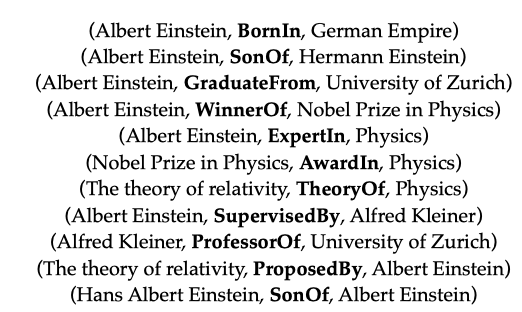 (Albert Einstein, BornIn, German Empire)
(Albert Einstein, SonOf, Hermann Einstein)
(Albert Einstein, GraduateFrom, University of Zurich)
(Albert Einstein, WinnerOf, Nobel Prize in Physics)
(Albert Einstein, ExpertIn, Physics)
(Nobel Prize in Physics, AwardIn, Physics)
(The theory of relativity, TheoryOf, Physics)
(Albert Einstein, SupervisedBy, Alfred Kleiner)
(Alfred Kleiner, ProfessorOf, University of Zurich)
(The theory of relativity, ProposedBy, Albert Einstein)
(Hans Albert Einstein, SonOf, Albert Einstein)